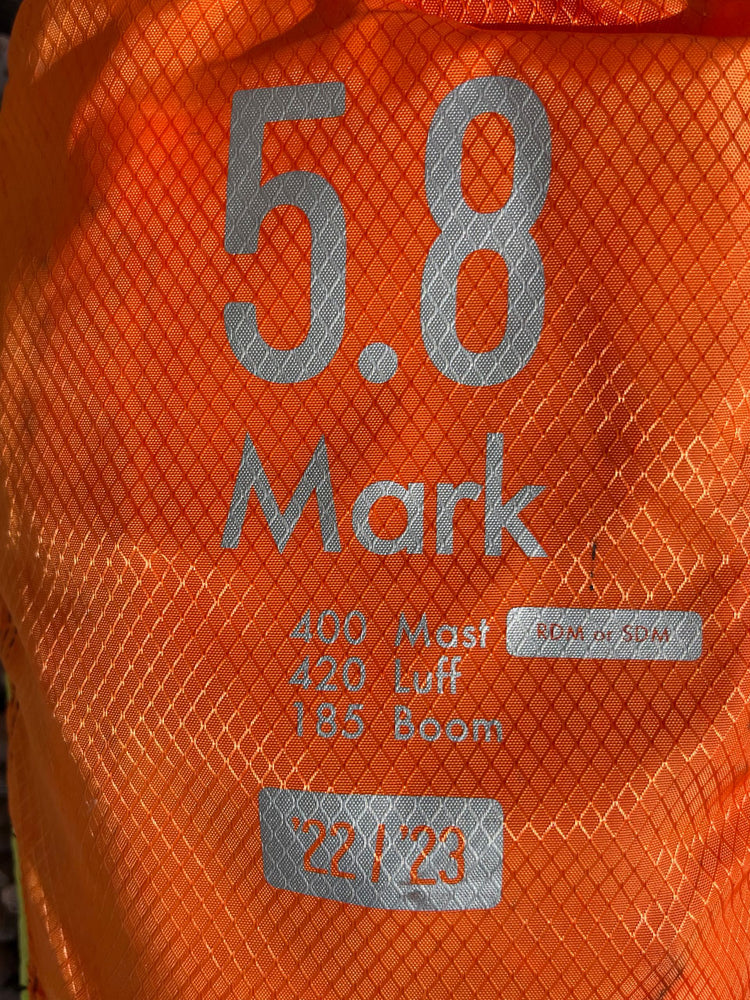 5.8
Mark
400 Mast RDM or SDM
420 Luff
185 Boom
'22 / '23